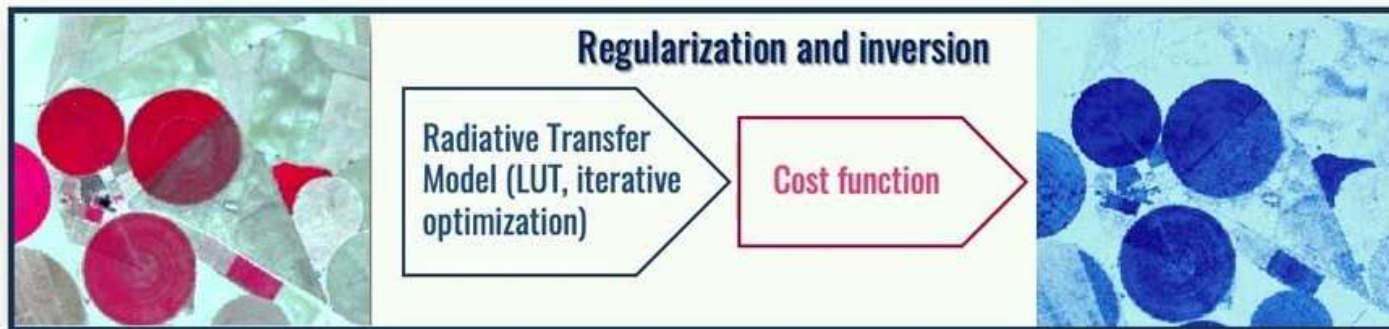 Regularization and inversion
Radiative Transfer
Model (LUT, iterative
optimization)
Cost function